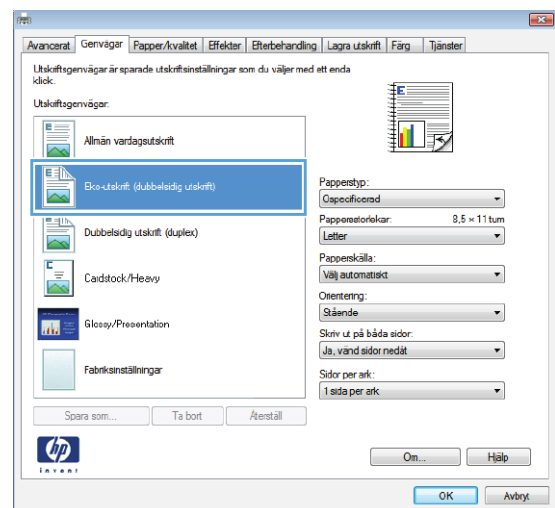 Avancerat Genvägar Papper/kvalitet Effekter Efterbehandling Lagra utskrift Färg Tjänster
Utskriftsgenvägar är sparade utskriftsinställningar som du väljer med ett enda
klick.
Utskriftsgenvägar:
Allmän vardagsutskrift
Eko-utskrift (dubbelsidig utskrift)
Dubbelsidig utskrift (duplex)
Cardstock/Heavy
Glossy/Presentation
Fabriksinställningar
Spara som... Ta bort Återställ
Papperstyp:
Ospecificerad
Pappersstorlekar: 8,5 × 11 tum
Letter
Papperskälla:
Välj automatiskt
Orientering:
Stående
Skriv ut på båda sidor:
Ja, vänd sidor nedåt
Sidor per ark:
1 sida per ark
hp
invent
Om... Hjälp
OK Avbryt